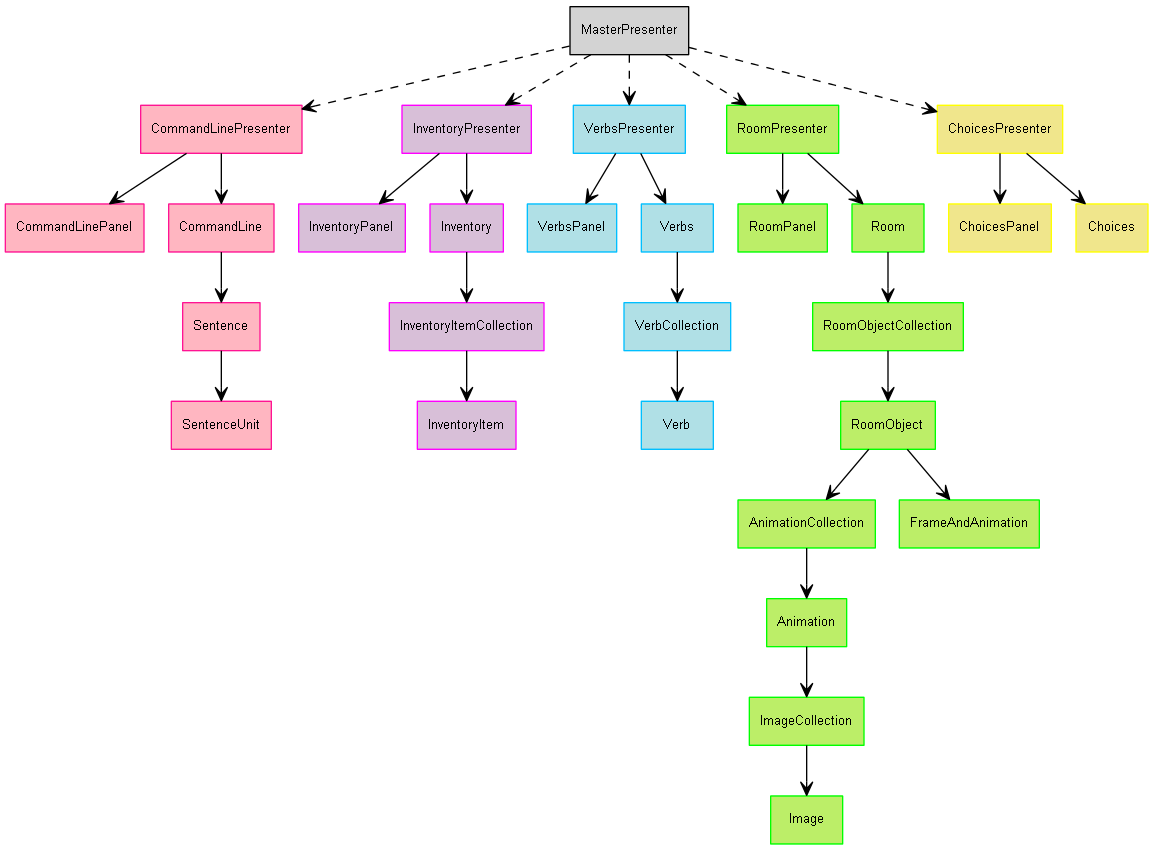 MasterPresenter
CommandLinePresenter
InventoryPresenter
VerbsPresenter
RoomPresenter
ChoicesPresenter
CommandLinePanel
CommandLine
InventoryPanel
Inventory
VerbsPanel
Verbs
RoomPanel
Room
ChoicesPanel
Choices
Sentence
InventoryItemCollection
VerbCollection
RoomObjectCollection
SentenceUnit
InventoryItem
Verb
RoomObject
AnimationCollection
FrameAndAnimation
Animation
ImageCollection
Image